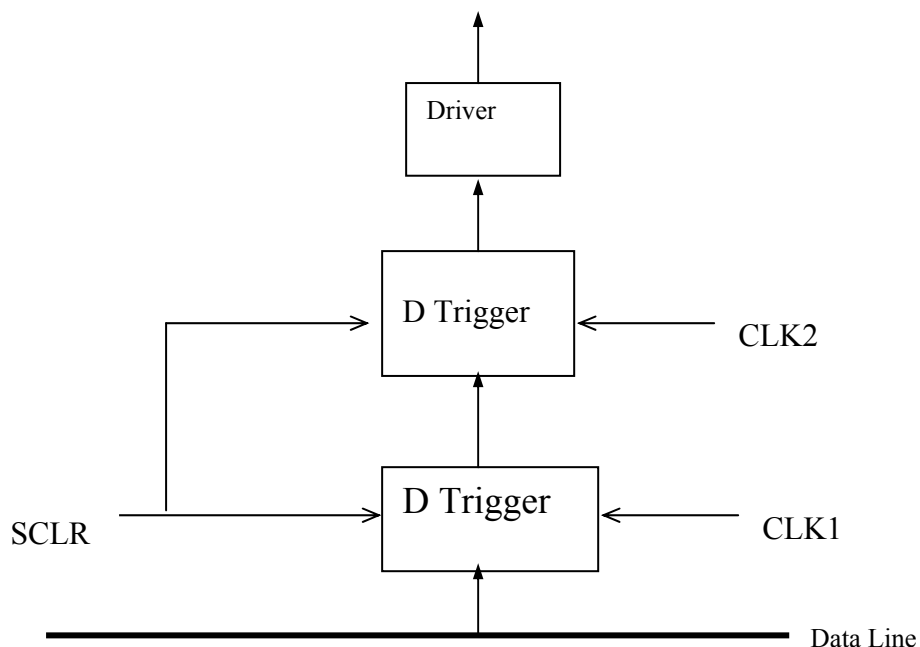 Driver
D Trigger
CLK2
D Trigger
SCLR
CLK1
Data Line